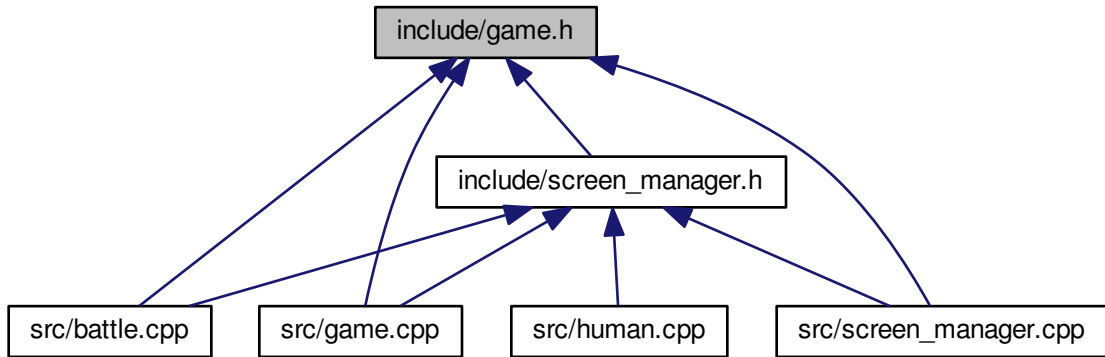 include/game.h
include/screen_manager.h
src/battle.cpp
src/game.cpp
src/human.cpp
src/screen_manager.cpp